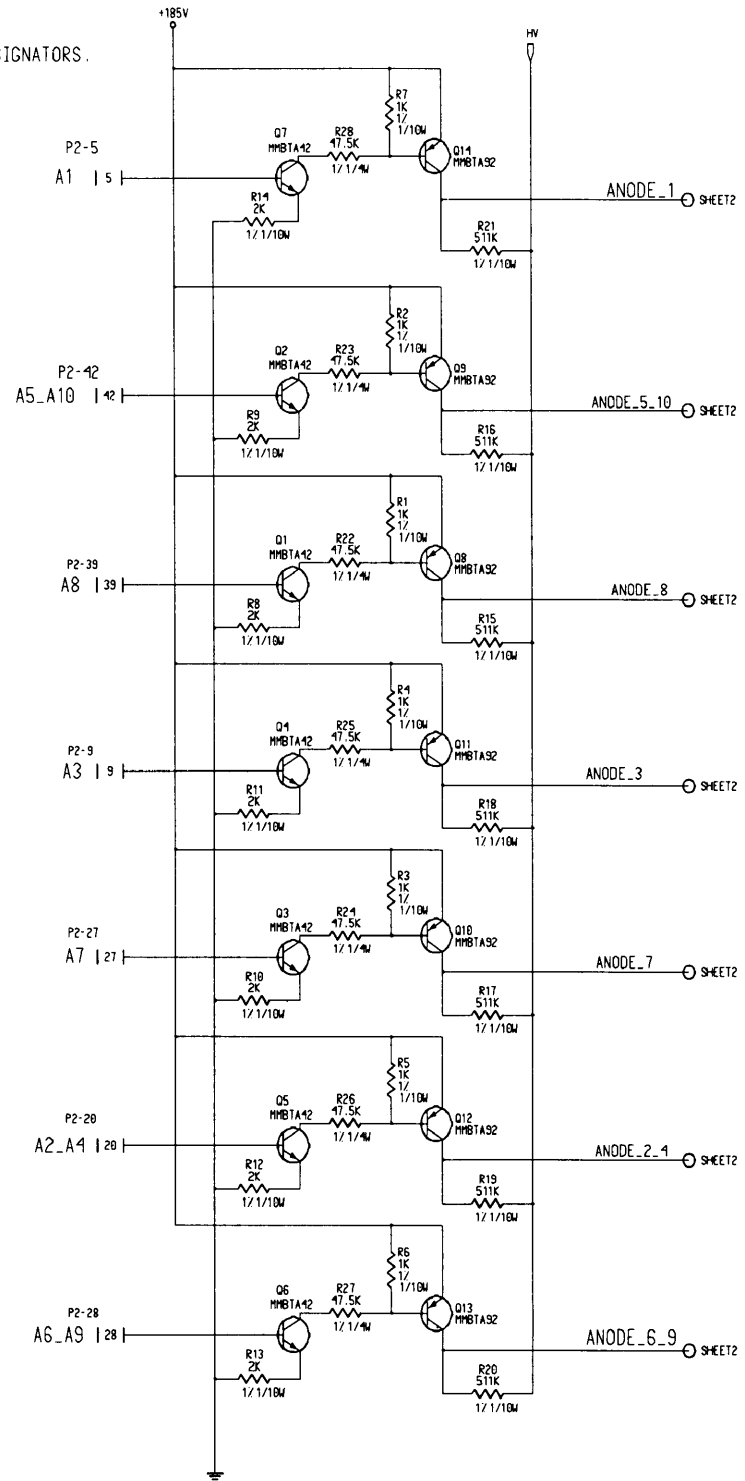 +185V
SIGNATORS.
HV
R7
1K
1%
1/10W
Q7
MMBTA42
R28
47.5K
1% 1/4W
Q14
MMBTA92
P2-5
A1 | 5
R14
2K
1% 1/10W
ANODE_1
SHEET2
R21
511K
1% 1/10W
R2
1K
1%
1/10W
Q2
MMBTA42
R23
47.5K
1% 1/4W
Q9
MMBTA92
P2-42
A5_A10 | 42
R9
2K
1% 1/10W
ANODE_5_10
SHEET2
R16
511K
1% 1/10W
R1
1K
1%
1/10W
Q1
MMBTA42
R22
47.5K
1% 1/4W
Q8
MMBTA92
P2-39
A8 | 39
R8
2K
1% 1/10W
ANODE_8
SHEET2
R15
511K
1% 1/10W
R4
1K
1%
1/10W
Q4
MMBTA42
R25
47.5K
1% 1/4W
Q11
MMBTA92
P2-9
A3 | 9
R11
2K
1% 1/10W
ANODE_3
SHEET2
R18
511K
1% 1/10W
R3
1K
1%
1/10W
Q3
MMBTA42
R24
47.5K
1% 1/4W
Q10
MMBTA92
P2-27
A7 | 27
R10
2K
1% 1/10W
ANODE_7
SHEET2
R17
511K
1% 1/10W
R5
1K
1%
1/10W
Q5
MMBTA42
R26
47.5K
1% 1/4W
Q12
MMBTA92
P2-20
A2_A4 | 20
R12
2K
1% 1/10W
ANODE_2_4
SHEET2
R19
511K
1% 1/10W
R6
1K
1%
1/10W
Q6
MMBTA42
R27
47.5K
1% 1/4W
Q13
MMBTA92
P2-28
A6_A9 | 28
R13
2K
1% 1/10W
ANODE_6_9
SHEET2
R20
511K
1% 1/10W